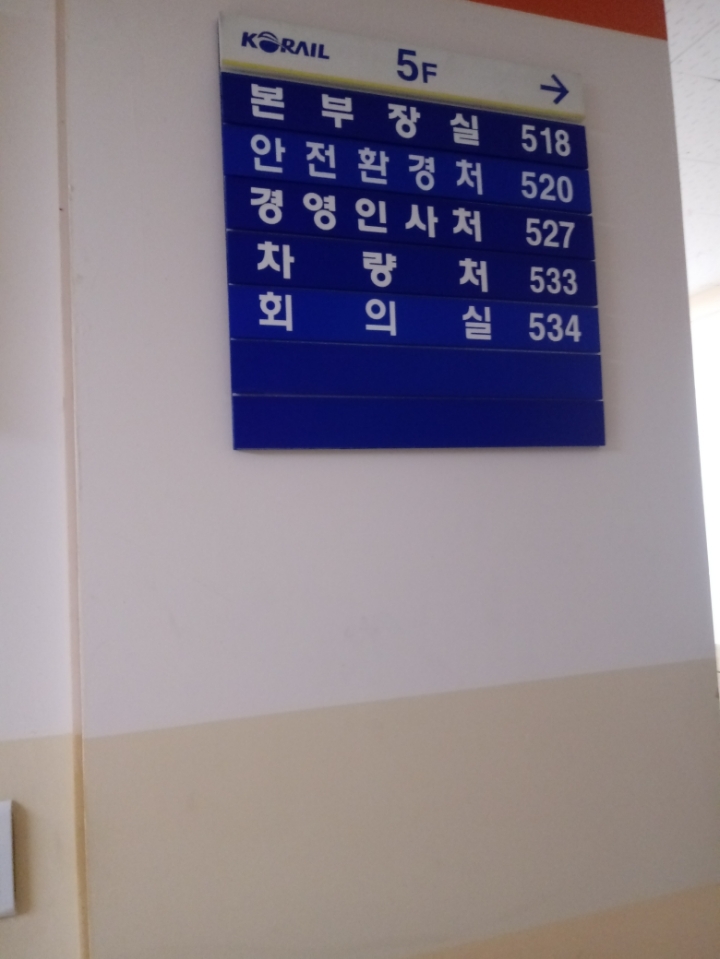 KORAIL 5F →
본부장실 518
안전환경처 520
경영인사처 527
차량처 533
회의실 534